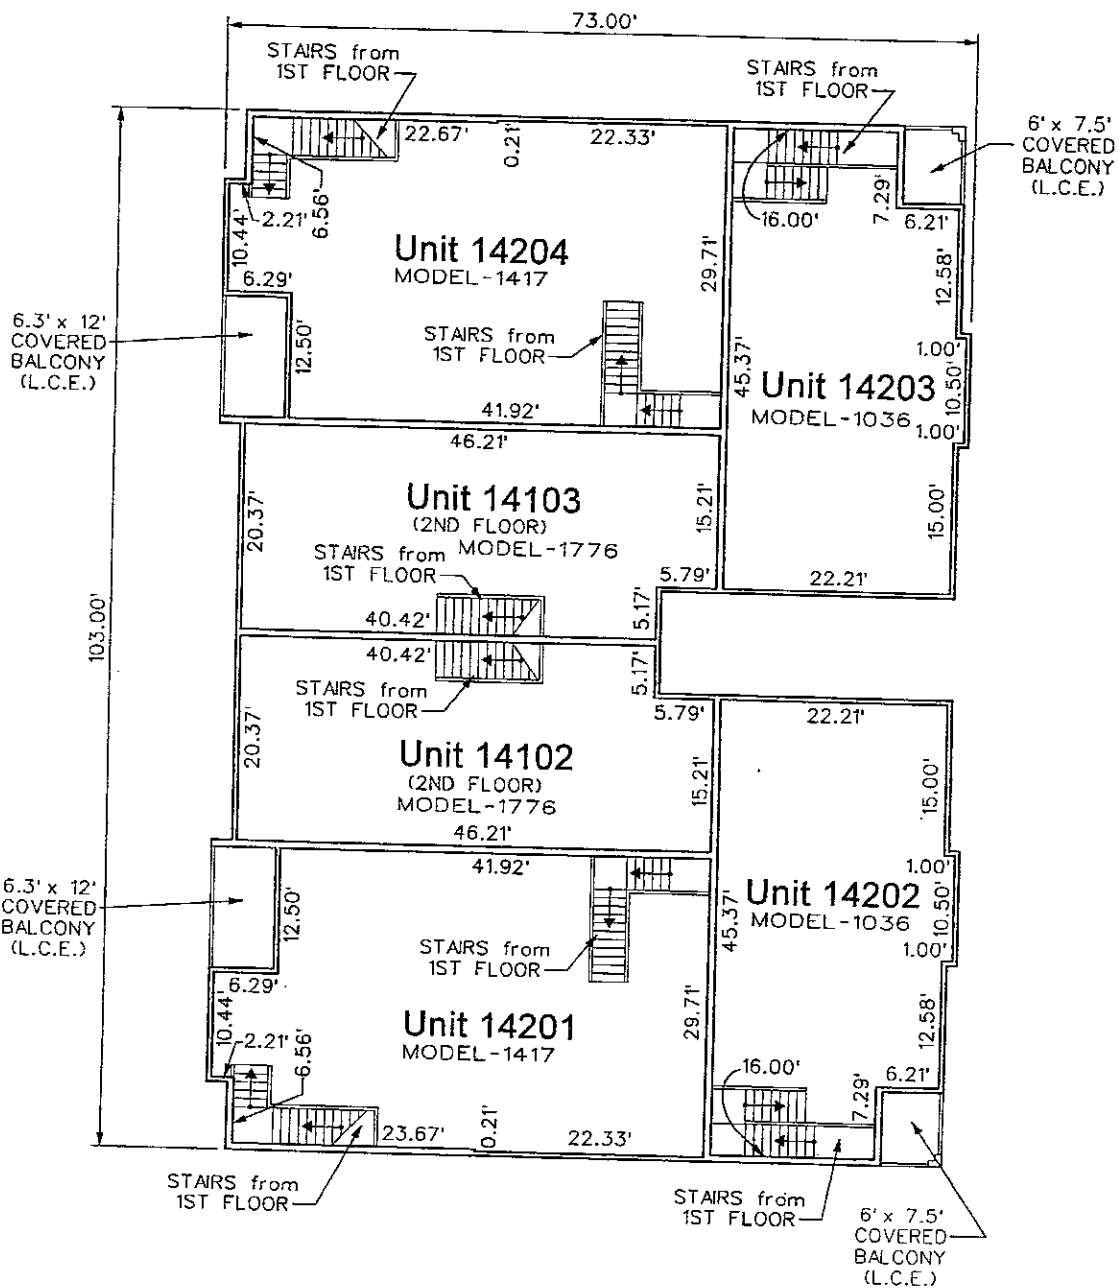 73.00'
STAIRS from
1ST FLOOR
STAIRS from
1ST FLOOR
6' x 7.5'
COVERED
BALCONY
(L.C.E.)
22.67'
0.21'
22.33'
2.21'
6.56'
16.00'
7.29'
6.21'
10.44'
6.29'
Unit 14204
MODEL-1417
29.71'
12.58'
6.3' x 12'
COVERED
BALCONY
(L.C.E.)
12.50'
STAIRS from
1ST FLOOR
45.37'
1.00'
Unit 14203
MODEL-1036
10.50'
1.00'
41.92'
46.21'
Unit 14103
(2ND FLOOR)
MODEL-1776
20.37'
15.21'
15.00'
STAIRS from
1ST FLOOR
5.79'
22.21'
40.42'
5.17'
103.00'
40.42'
5.17'
STAIRS from
1ST FLOOR
5.79'
22.21'
20.37'
Unit 14102
(2ND FLOOR)
MODEL-1776
15.21'
15.00'
46.21'
41.92'
6.3' x 12'
COVERED
BALCONY
(L.C.E.)
12.50'
1.00'
Unit 14202
MODEL-1036
45.37'
10.50'
1.00'
STAIRS from
1ST FLOOR
6.29'
10.44'
Unit 14201
MODEL-1417
29.71'
12.58'
2.21'
6.56'
16.00'
7.29'
6.21'
23.67'
0.21'
22.33'
STAIRS from
1ST FLOOR
STAIRS from
1ST FLOOR
6' x 7.5'
COVERED
BALCONY
(L.C.E.)